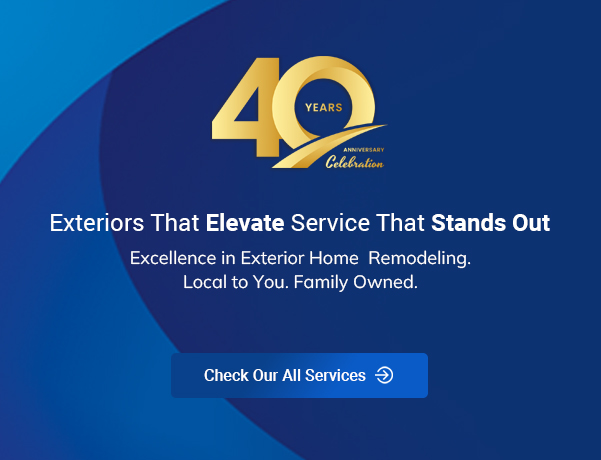 40
YEARS
ANNIVERSARY
Celebration
Exteriors That Elevate Service That Stands Out
Excellence in Exterior Home  Remodeling.
Local to You. Family Owned.
Check Our All Services